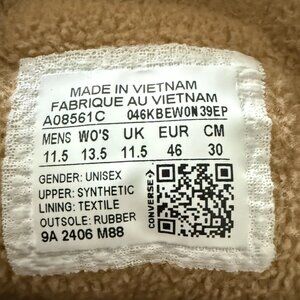 MADE IN VIETNAM
FABRIQUE AU VIETNAM
A08561C 046KBEW0N39EP
MENS WO'S UK EUR CM
11.5 13.5 11.5 46 30
GENDER: UNISEX
UPPER: SYNTHETIC
LINING: TEXTILE
OUTSOLE: RUBBER
9A 2406 M88
CONVERSE